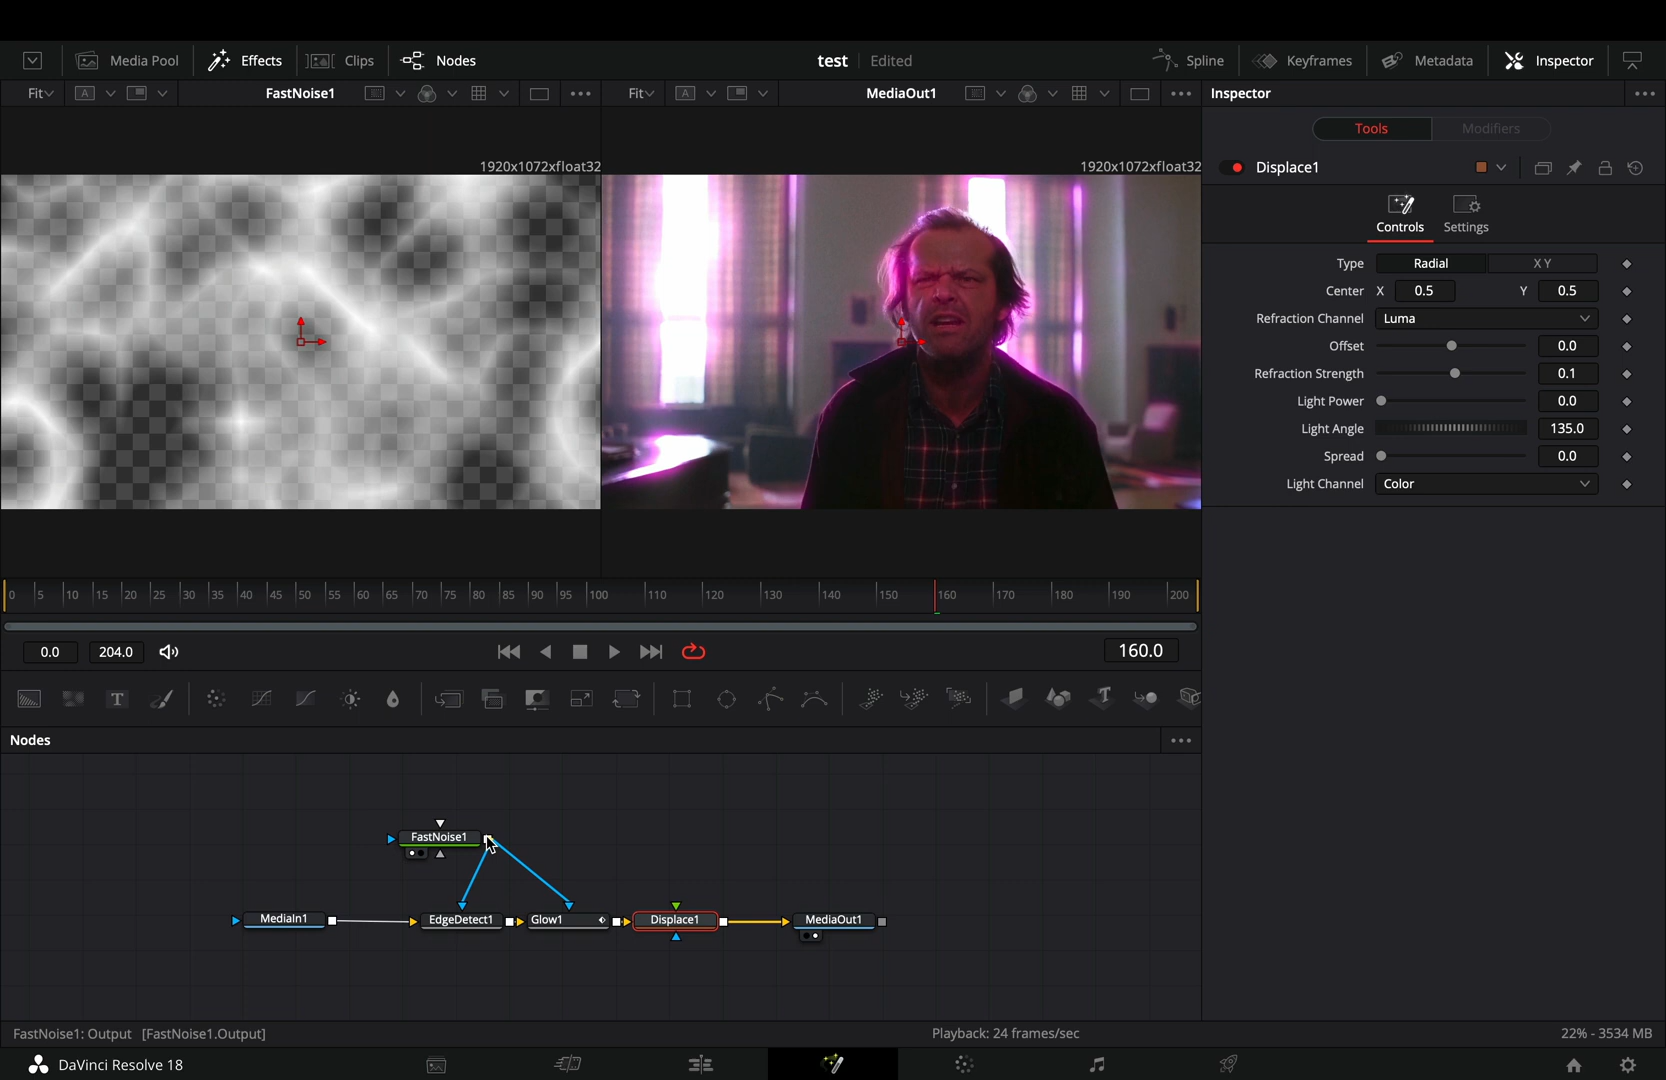 Media Pool Effects Clips Nodes test Edited Spline Keyframes Metadata Inspector
Fit A FastNoise1 Fit A MediaOut1 Inspector
Tools Modifiers
1920x1072xfloat32 1920x1072xfloat32
Displace1
Controls Settings
Type Radial X Y
Center X 0.5 Y 0.5
Refraction Channel Luma
Offset 0.0
Refraction Strength 0.1
Light Power 0.0
Light Angle 135.0
Spread 0.0
Light Channel Color
0 5 10 15 20 25 30 35 40 45 50 55 60 65 70 75 80 85 90 95 100 110 120 130 140 150 160 170 180 190 200
0.0 204.0 160.0
T T
Nodes
FastNoise1
MediaIn1 EdgeDetect1 Glow1 Displace1 MediaOut1
FastNoise1: Output [FastNoise1.Output] Playback: 24 frames/sec 22% - 3534 MB
DaVinci Resolve 18